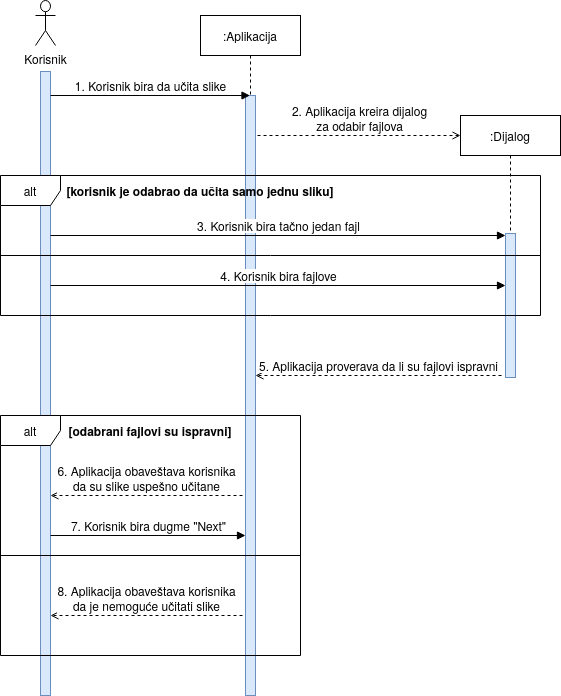 :Aplikacija
Korisnik
1. Korisnik bira da učita slike
2. Aplikacija kreira dijalog
za odabir fajlova
:Dijalog
alt
[korisnik je odabrao da učita samo jednu sliku]
3. Korisnik bira tačno jedan fajl
4. Korisnik bira fajlove
5. Aplikacija proverava da li su fajlovi ispravni
alt
[odabrani fajlovi su ispravni]
6. Aplikacija obaveštava korisnika
da su slike uspešno učitane
7. Korisnik bira dugme "Next"
8. Aplikacija obaveštava korisnika
da je nemoguće učitati slike